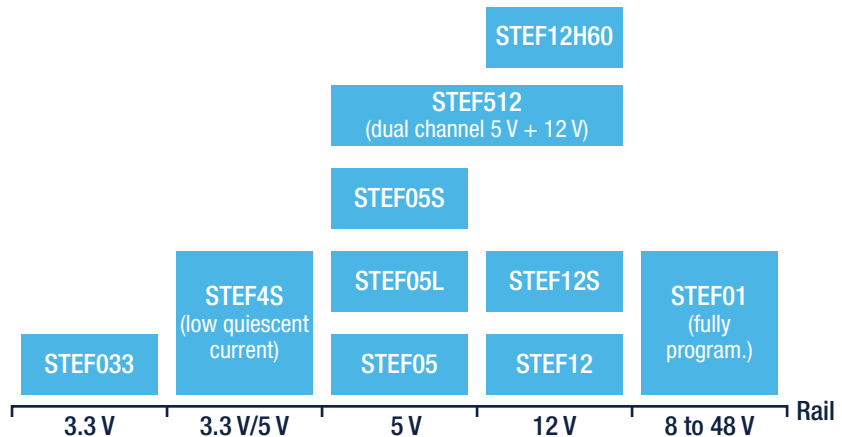 STEF12H60
STEF512
(dual channel 5 V + 12 V)
STEF05S
STEF4S
(low quiescent
current)
STEF05L
STEF12S
STEF01
(fully
program.)
STEF033
STEF05
STEF12
Rail
3.3 V
3.3 V/5 V
5 V
12 V
8 to 48 V